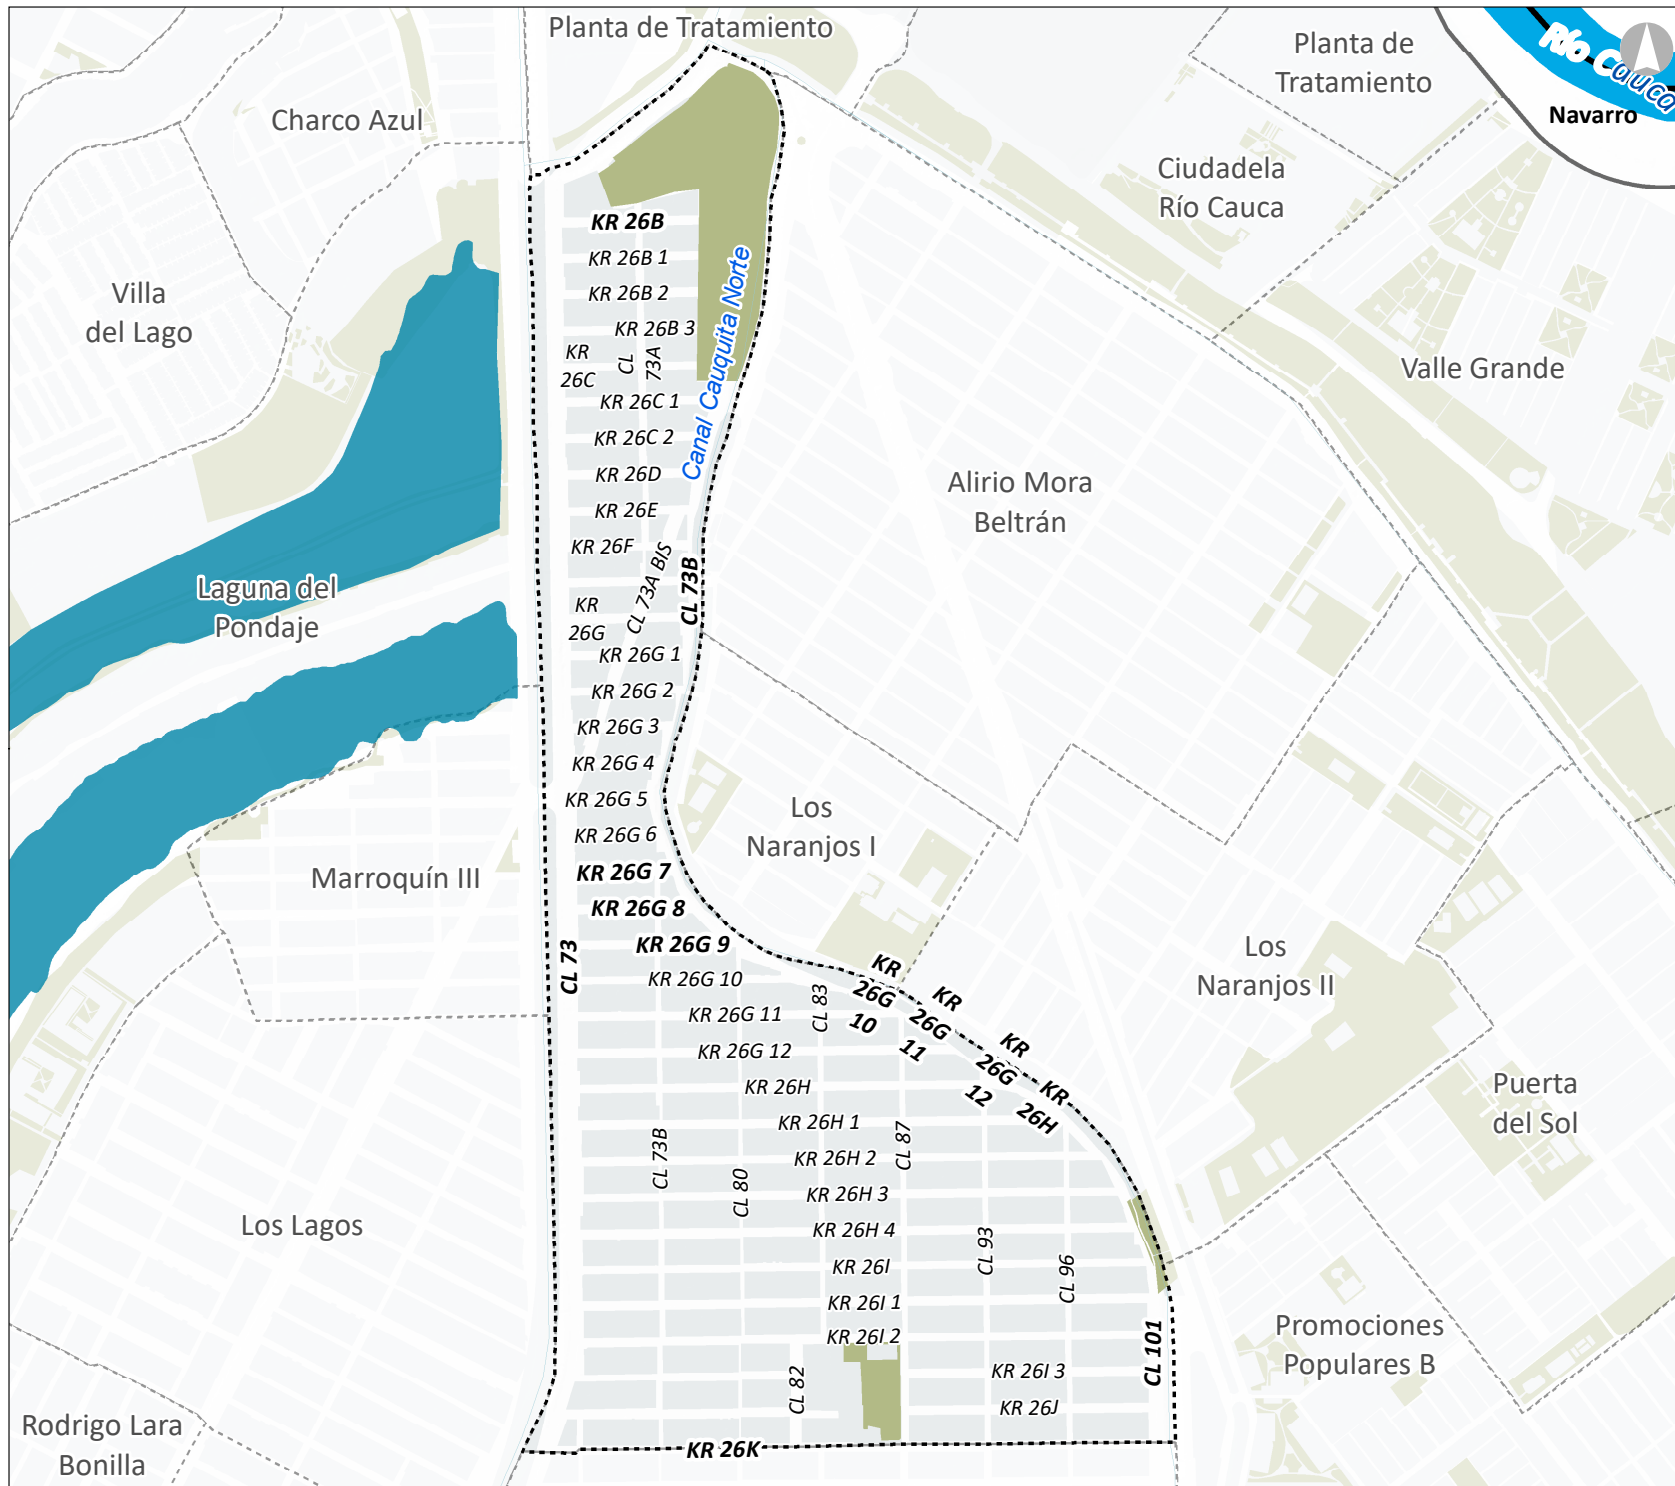 Planta de Tratamiento
Planta de
Tratamiento
Río Cauca
Navarro
Charco Azul
Ciudadela
Río Cauca
KR 26B
KR 26B 1
KR 26B 2
KR 26B 3
Villa
del Lago
Canal Cauquita Norte
KR
26C
CL
73A
Valle Grande
KR 26C 1
KR 26C 2
KR 26D
KR 26E
KR 26F
Alirio Mora
Beltrán
CL 73A BIS
CL 73B
Laguna del
Pondaje
KR
26G
KR 26G 1
KR 26G 2
KR 26G 3
KR 26G 4
KR 26G 5
KR 26G 6
Los
Naranjos I
Marroquín III
KR 26G 7
KR 26G 8
KR 26G 9
CL 73
KR 26G 10
KR
26G
10
KR
26G
11
KR
26G
12
KR
26H
Los
Naranjos II
CL 83
KR 26G 11
KR 26G 12
KR 26H
KR 26H 1
KR 26H 2
KR 26H 3
KR 26H 4
KR 26I
KR 26I 1
KR 26I 2
CL 73B
CL 80
CL 87
CL 93
CL 96
Puerta
del Sol
Los Lagos
CL 101
Promociones
Populares B
CL 82
KR 26I 3
KR 26J
KR 26K
Rodrigo Lara
Bonilla